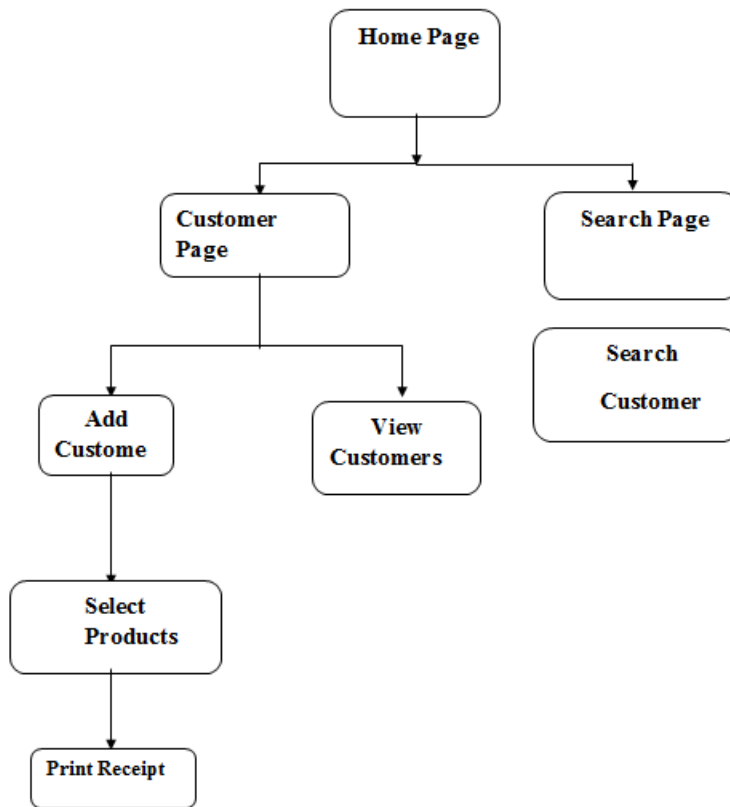 Home Page
Customer
Page
Search Page
Search
Customer
Add
Custome
View
Customers
Select
Products
Print Receipt